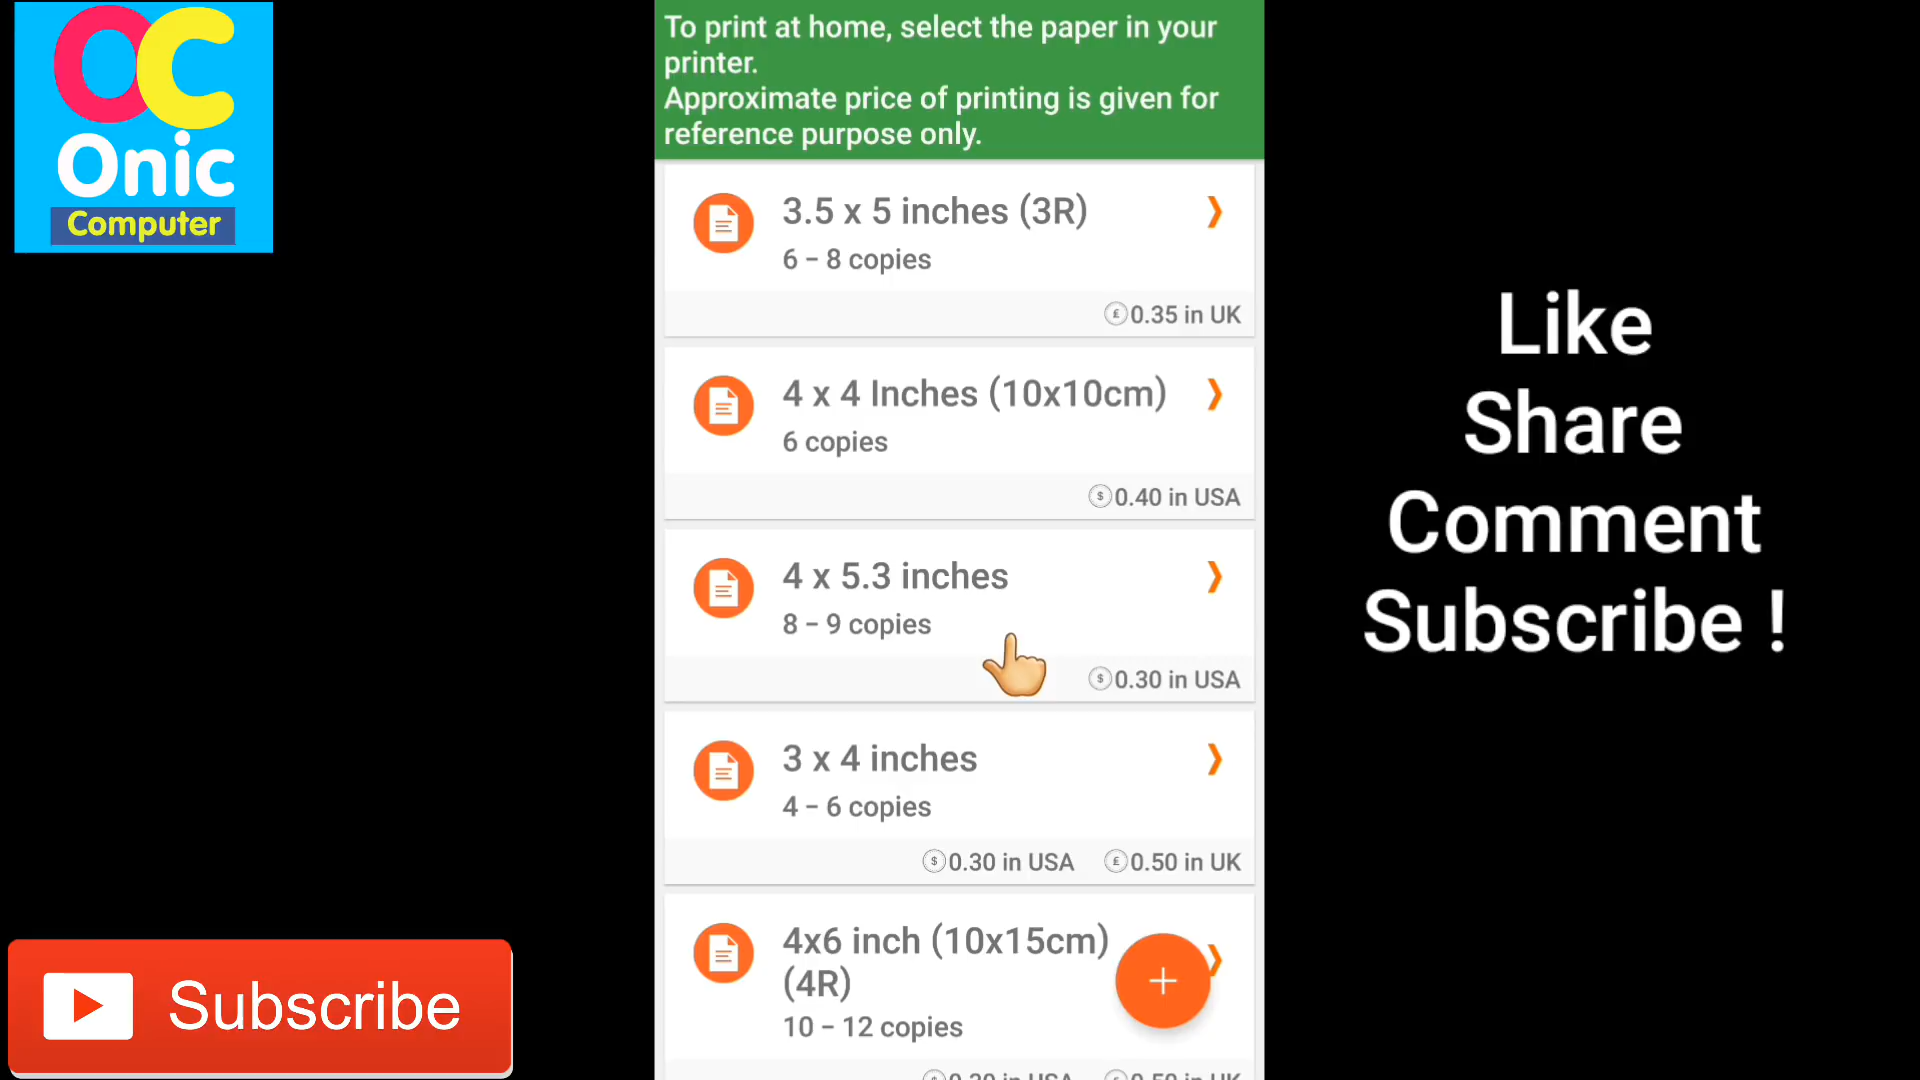 OC
Onic
Computer
To print at home, select the paper in your
printer.
Approximate price of printing is given for
reference purpose only.
3.5 x 5 inches (3R)
6 – 8 copies
£ 0.35 in UK
4 x 4 Inches (10x10cm)
6 copies
$ 0.40 in USA
4 x 5.3 inches
8 – 9 copies
$ 0.30 in USA
3 x 4 inches
4 – 6 copies
$ 0.30 in USA £ 0.50 in UK
4x6 inch (10x15cm)
(4R)
+
10 – 12 copies
Like
Share
Comment
Subscribe !
Subscribe